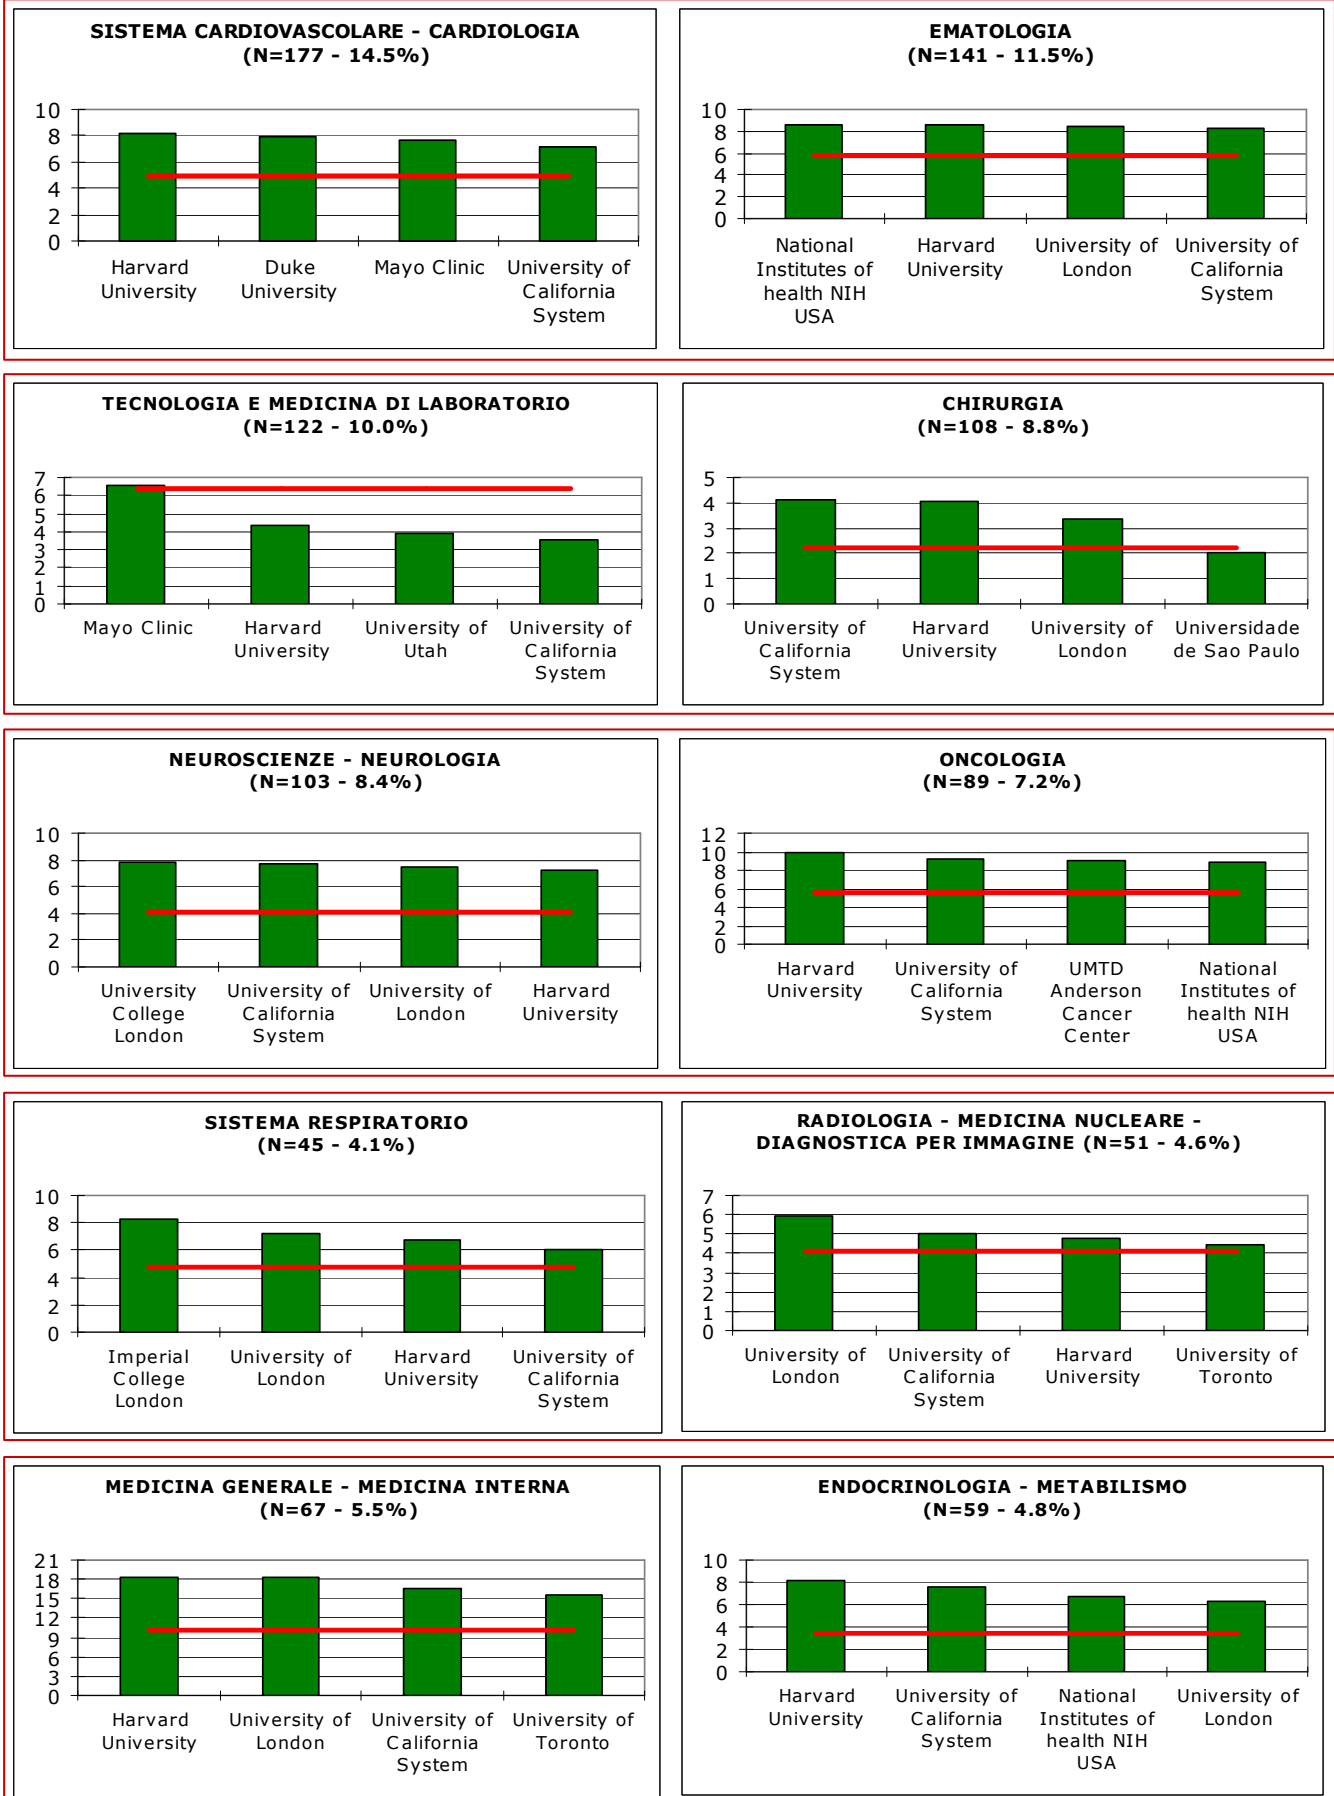 SISTEMA CARDIOVASCOLARE - CARDIOLOGIA
(N=177 - 14.5%)
10
8
6
4
2
0
Harvard
University
Duke
University
Mayo Clinic
University of
California
System
EMATOLOGIA
(N=141 - 11.5%)
10
8
6
4
2
0
National
Institutes of
health NIH
USA
Harvard
University
University of
London
University of
California
System
TECNOLOGIA E MEDICINA DI LABORATORIO
(N=122 - 10.0%)
7
6
5
4
3
2
1
0
Mayo Clinic
Harvard
University
University of
Utah
University of
California
System
CHIRURGIA
(N=108 - 8.8%)
5
4
3
2
1
0
University of
California
System
Harvard
University
University of
London
Universidade
de Sao Paulo
NEUROSCIENZE - NEUROLOGIA
(N=103 - 8.4%)
10
8
6
4
2
0
University
College
London
University of
California
System
University of
London
Harvard
University
ONCOLOGIA
(N=89 - 7.2%)
12
10
8
6
4
2
0
Harvard
University
University of
California
System
UMTD
Anderson
Cancer
Center
National
Institutes of
health NIH
USA
SISTEMA RESPIRATORIO
(N=45 - 4.1%)
10
8
6
4
2
0
Imperial
College
London
University of
London
Harvard
University
University of
California
System
RADIOLOGIA - MEDICINA NUCLEARE -
DIAGNOSTICA PER IMMAGINE (N=51 - 4.6%)
7
6
5
4
3
2
1
0
University of
London
University of
California
System
Harvard
University
University of
Toronto
MEDICINA GENERALE - MEDICINA INTERNA
(N=67 - 5.5%)
21
18
15
12
9
6
3
0
Harvard
University
University of
London
University of
California
System
University of
Toronto
ENDOCRINOLOGIA - METABILISMO
(N=59 - 4.8%)
10
8
6
4
2
0
Harvard
University
University of
California
System
National
Institutes of
health NIH
USA
University of
London